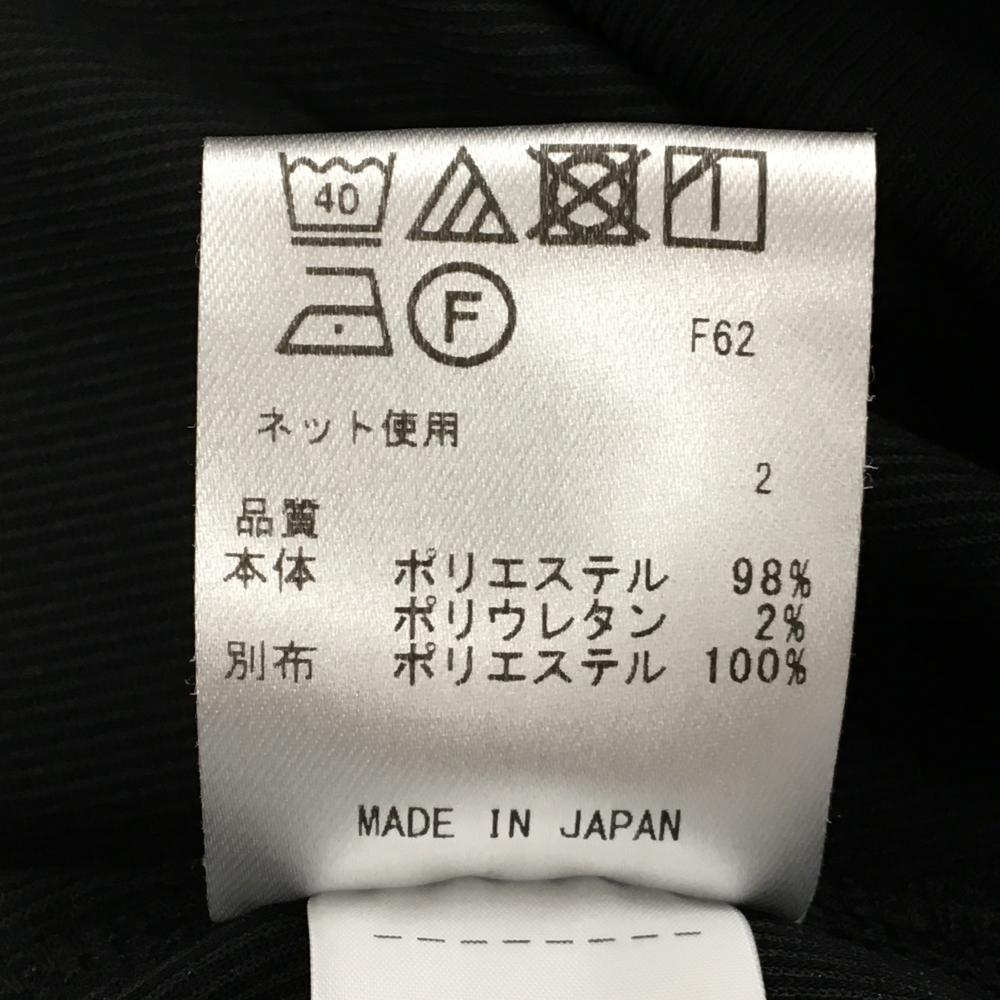 40
F
F62
ネット使用
2
品質
本体 ポリエステル 98%
ポリウレタン 2%
別布 ポリエステル 100%
MADE IN JAPAN